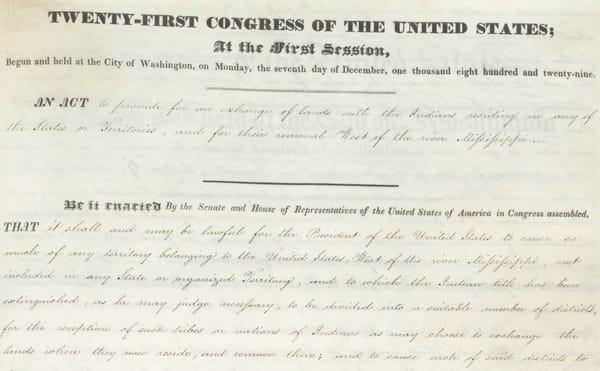 TWENTY-FIRST CONGRESS OF THE UNITED STATES;
At the First Session,
Begun and held at the City of Washington, on Monday, the seventh day of December, one thousand eight hundred and twenty-nine.
AN ACT to provide for an exchange of lands with the Indians residing in any of
the States or Territories, and for their removal West of the river Mississippi.
Be it enacted By the Senate and House of Representatives of the United States of America in Congress assembled,
THAT it shall and may be lawful for the President of the United States to cause so
much of any territory belonging to the United States, West of the river Mississippi, not
included in any State or organized Territory, and to which the Indian title has been
extinguished, as he may judge necessary, to be divided into a suitable number of districts,
for the reception of such tribes or nations of Indians as may choose to exchange the
lands where they now reside, and remove there; and to cause each of said districts to